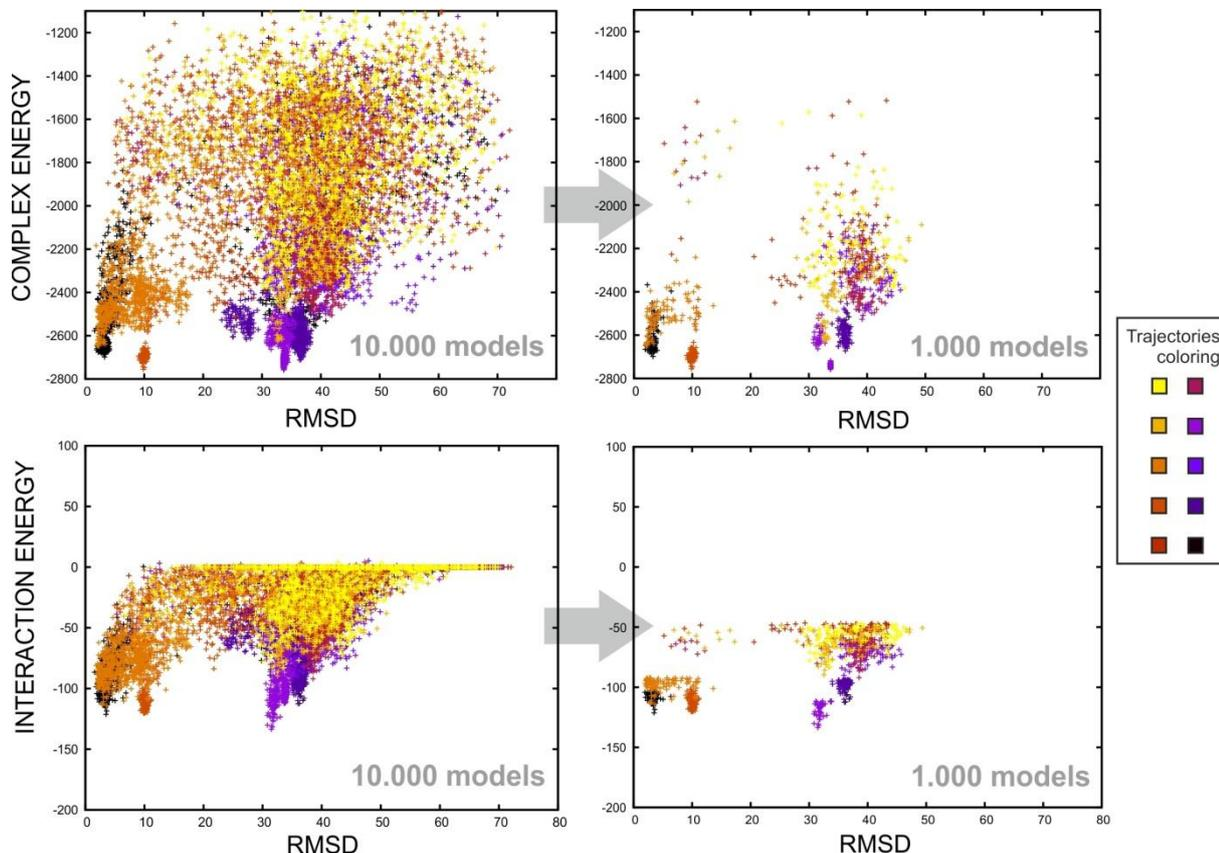 COMPLEX ENERGY
-1200
-1400
-1600
-1800
-2000
-2200
-2400
-2600
-2800
0 10 20 30 40 50 60 70
10.000 models
RMSD
-1200
-1400
-1600
-1800
-2000
-2200
-2400
-2600
-2800
0 10 20 30 40 50 60 70 80
1.000 models
RMSD
INTERACTION ENERGY
100
50
0
-50
-100
-150
-200
0 10 20 30 40 50 60 70 80
10.000 models
RMSD
100
50
0
-50
-100
-150
-200
0 10 20 30 40 50 60 70 80
1.000 models
RMSD
Trajectories
coloring